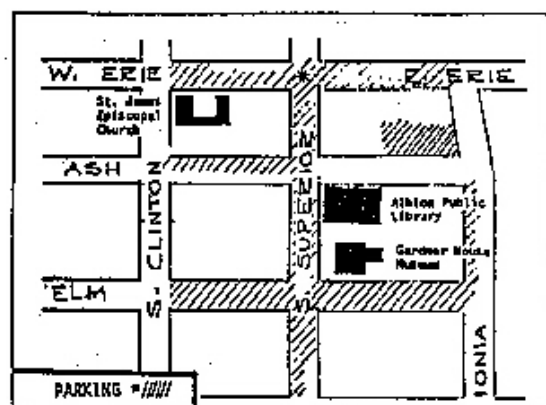 W. ERIE
E. ERIE
St. James
Episcopal
Church
ASH
S. CLINTON
S. SUPERIOR
Albion Public
Library
Gardner House
Museum
ELM
IONIA
PARKING =/////